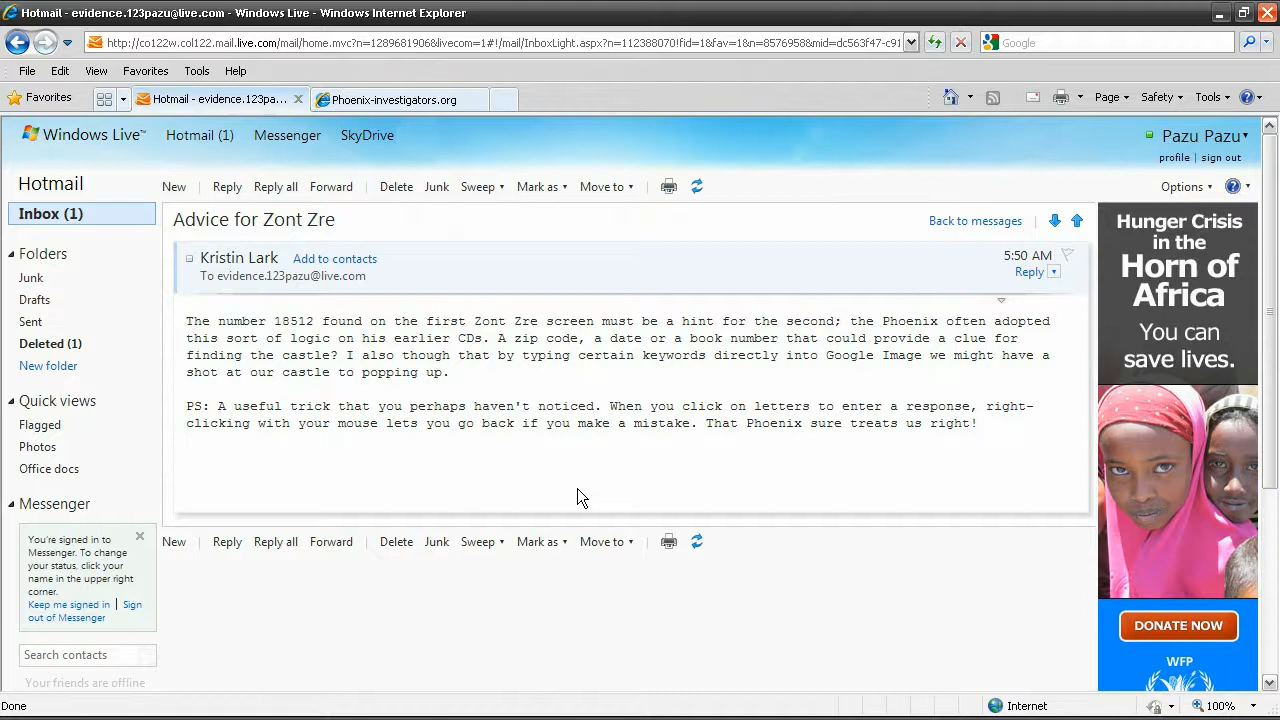 Hotmail - evidence.123pazu@live.com - Windows Live - Windows Internet Explorer
http://co122w.col122.mail.live.com/mail/home.mvc?n=1289681906&livecom=1#!/mail/InboxLight.aspx?n=112388070!fid=1&fav=1&n=8576958&mid=dc563f47-c91
Google
File Edit View Favorites Tools Help
Favorites
Hotmail - evidence.123pa...
Phoenix-investigators.org
Page Safety Tools
Windows Live™ Hotmail (1) Messenger SkyDrive
Pazu Pazu
profile | sign out
Hotmail
New Reply Reply all Forward Delete Junk Sweep Mark as Move to
Options
Inbox (1)
Folders
Junk
Drafts
Sent
Deleted (1)
New folder
Quick views
Flagged
Photos
Office docs
Messenger
You're signed in to
Messenger. To change
your status, click your
name in the upper right
corner.
Keep me signed in | Sign
out of Messenger
Search contacts
Your friends are offline
Advice for Zont Zre
Back to messages
Kristin Lark Add to contacts
To evidence.123pazu@live.com
5:50 AM
Reply
The number 18512 found on the first Zont Zre screen must be a hint for the second; the Phoenix often adopted
this sort of logic on his earlier CDs. A zip code, a date or a book number that could provide a clue for
finding the castle? I also though that by typing certain keywords directly into Google Image we might have a
shot at our castle to popping up.
PS: A useful trick that you perhaps haven't noticed. When you click on letters to enter a response, right-
clicking with your mouse lets you go back if you make a mistake. That Phoenix sure treats us right!
New Reply Reply all Forward Delete Junk Sweep Mark as Move to
Hunger Crisis
in the
Horn of
Africa
You can
save lives.
DONATE NOW
WFP
Done
Internet
100%